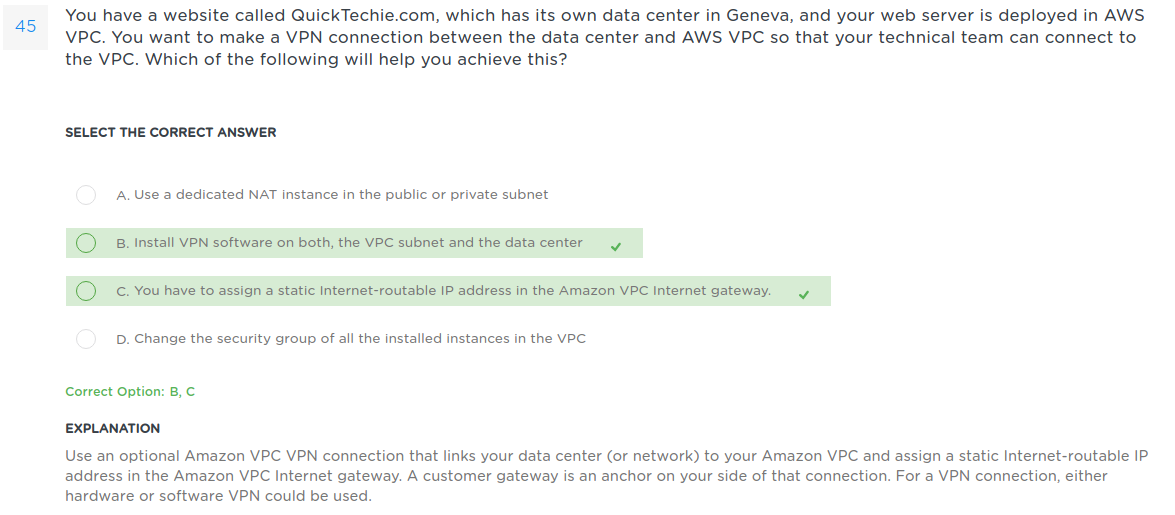 45
You have a website called QuickTechie.com, which has its own data center in Geneva, and your web server is deployed in AWS
VPC. You want to make a VPN connection between the data center and AWS VPC so that your technical team can connect to
the VPC. Which of the following will help you achieve this?
SELECT THE CORRECT ANSWER
A. Use a dedicated NAT instance in the public or private subnet
B. Install VPN software on both, the VPC subnet and the data center
C. You have to assign a static Internet-routable IP address in the Amazon VPC Internet gateway.
D. Change the security group of all the installed instances in the VPC
Correct Option: B, C
EXPLANATION
Use an optional Amazon VPC VPN connection that links your data center (or network) to your Amazon VPC and assign a static Internet-routable IP
address in the Amazon VPC Internet gateway. A customer gateway is an anchor on your side of that connection. For a VPN connection, either
hardware or software VPN could be used.